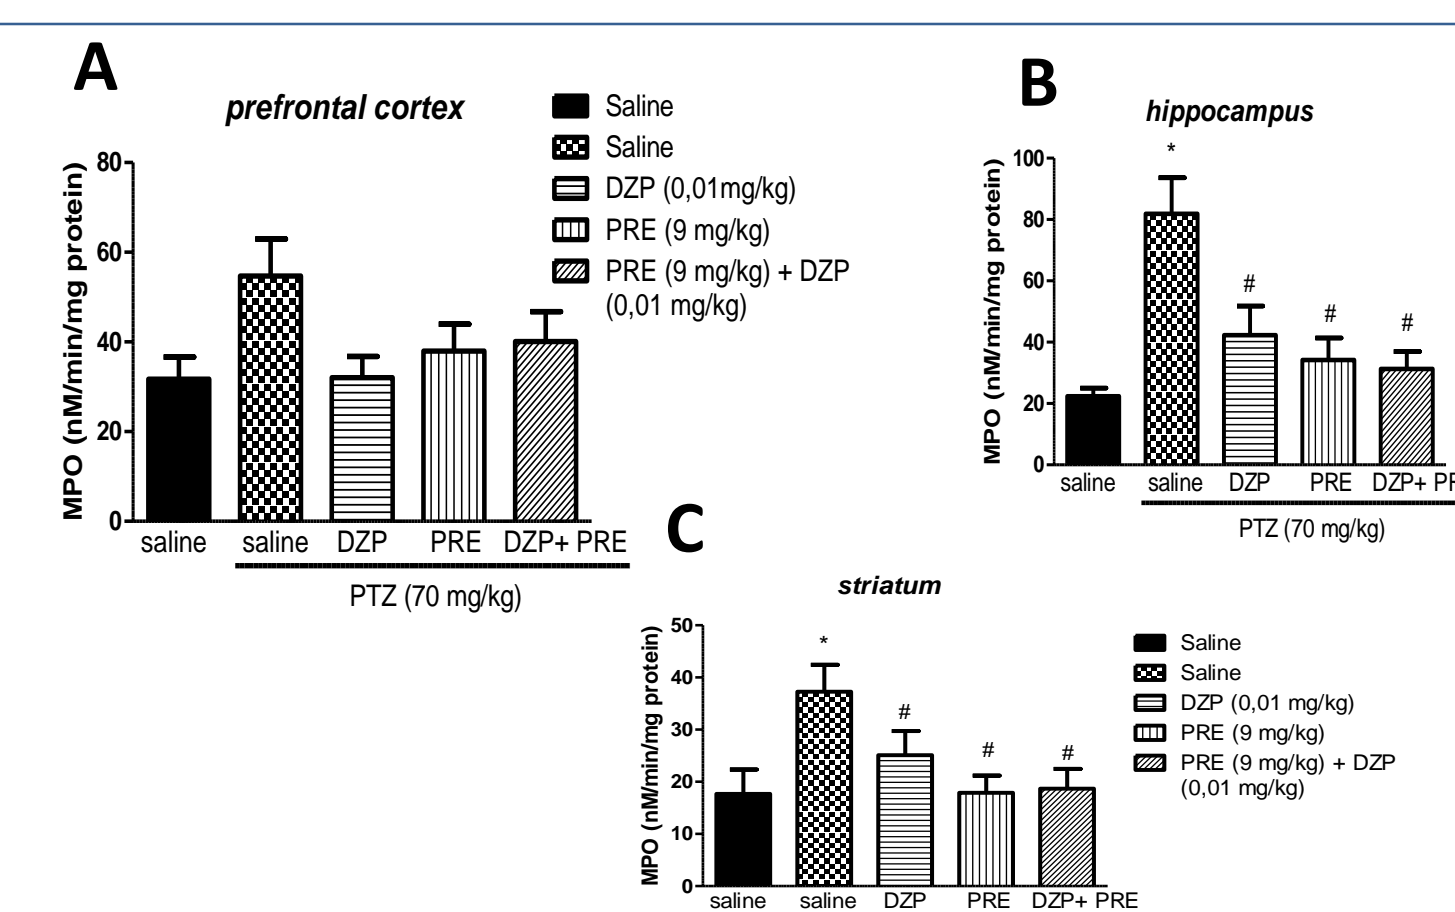 A
prefrontal cortex
MPO (nM/min/mg protein)
80
60
40
20
0
saline saline DZP PRE DZP+ PRE
PTZ (70 mg/kg)
Saline
Saline
DZP (0,01mg/kg)
PRE (9 mg/kg)
PRE (9 mg/kg) + DZP
(0,01 mg/kg)
B
hippocampus
MPO (nM/min/mg protein)
100
80
60
40
20
0
*
#
#
#
saline saline DZP PRE DZP+ PR
PTZ (70 mg/kg)
C
striatum
MPO (nM/min/mg protein)
50
40
30
20
10
0
*
#
#
#
saline saline DZP PRE DZP+ PRE
Saline
Saline
DZP (0,01 mg/kg)
PRE (9 mg/kg)
PRE (9 mg/kg) + DZP
(0,01 mg/kg)